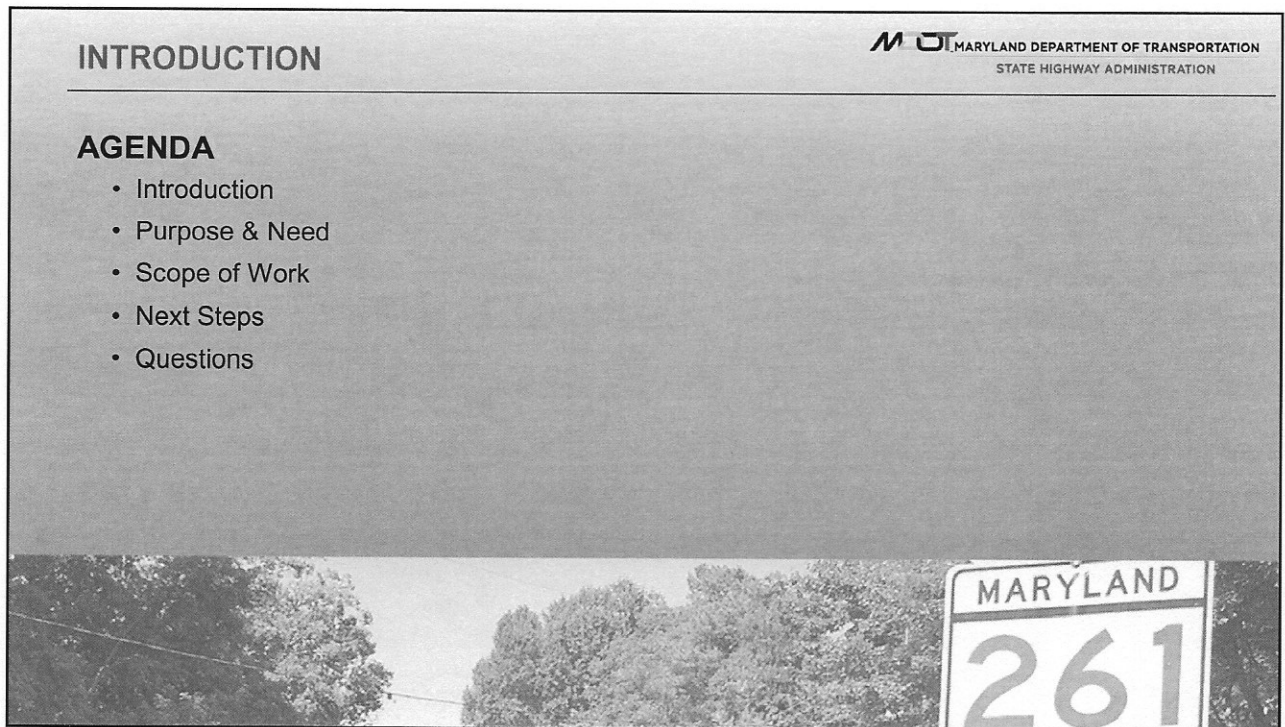 INTRODUCTION
MDOT MARYLAND DEPARTMENT OF TRANSPORTATION
STATE HIGHWAY ADMINISTRATION
AGENDA
• Introduction
• Purpose & Need
• Scope of Work
• Next Steps
• Questions
MARYLAND
261